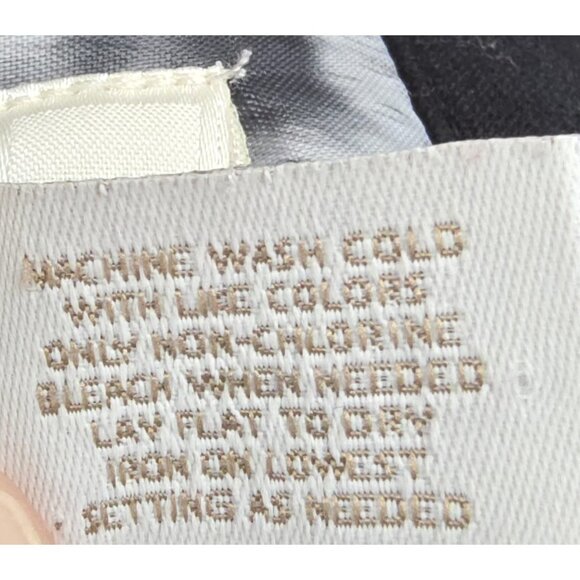 MACHINE WASH COLD
WITH LIKE COLORS
ONLY NON-CHLORINE
BLEACH WHEN NEEDED
LAY FLAT TO DRY
IRON ON LOWEST
SETTING AS NEEDED